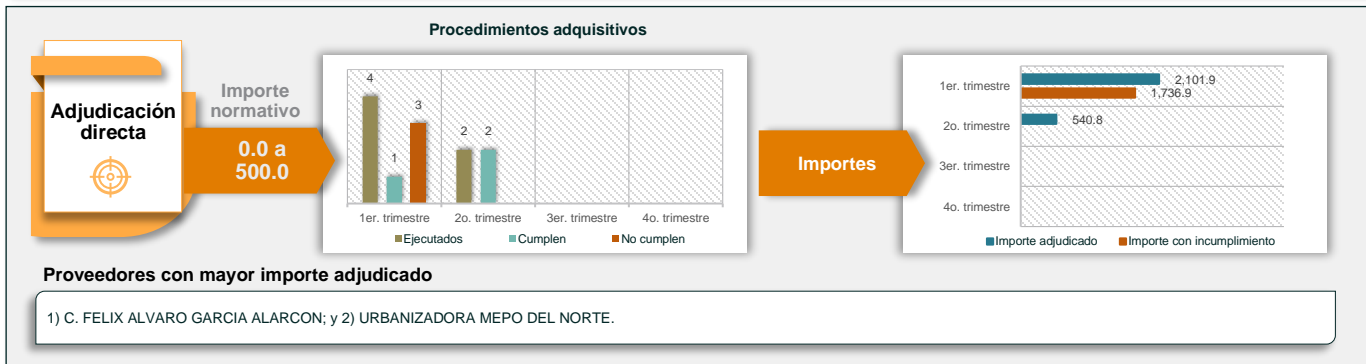 Procedimientos adquisitivos
Adjudicación
directa
Importe
normativo
0.0 a
500.0
4
1
3
2
2
1er. trimestre
2o. trimestre
3er. trimestre
4o. trimestre
Ejecutados
Cumplen
No cumplen
Importes
1er. trimestre
2,101.9
1,736.9
2o. trimestre
540.8
3er. trimestre
4o. trimestre
Importe adjudicado
Importe con incumplimiento
Proveedores con mayor importe adjudicado
1) C. FELIX ALVARO GARCIA ALARCON; y 2) URBANIZADORA MEPO DEL NORTE.